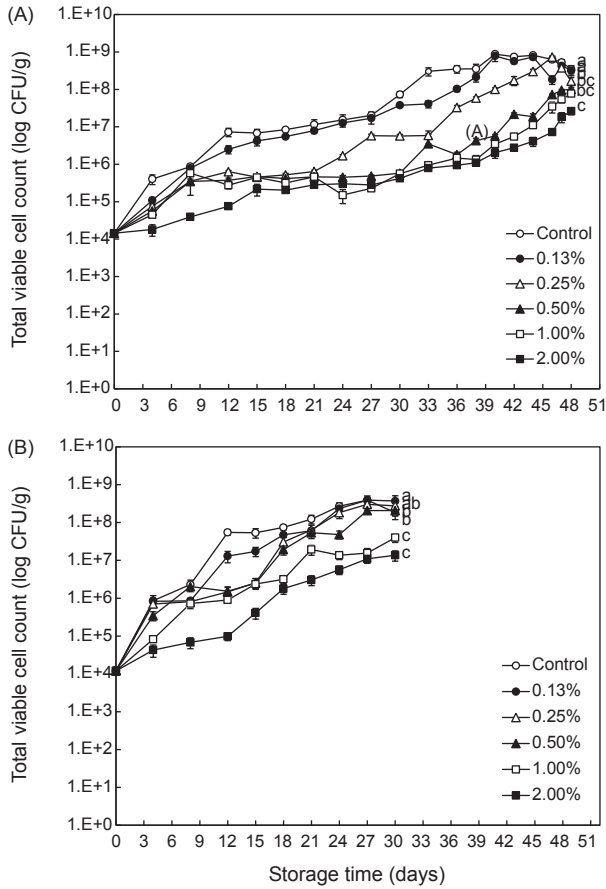 (A)
Total viable cell count (log CFU/g)
1.E+10
1.E+9
1.E+8
1.E+7
1.E+6
1.E+5
1.E+4
1.E+3
1.E+2
1.E+1
1.E+0
a
a
b
bc
bc
c
(A)
Control
0.13%
0.25%
0.50%
1.00%
2.00%
0 3 6 9 12 15 18 21 24 27 30 33 36 39 40 42 45 48 51
(B)
Total viable cell count (log CFU/g)
1.E+10
1.E+9
1.E+8
1.E+7
1.E+6
1.E+5
1.E+4
1.E+3
1.E+2
1.E+1
1.E+0
a
ab
b
b
c
c
Control
0.13%
0.25%
0.50%
1.00%
2.00%
0 3 6 9 12 15 18 21 24 27 30 33 36 39 42 45 48 51
Storage time (days)